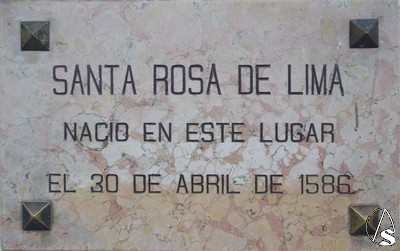 SANTA ROSA DE LIMA
NACIO EN ESTE LUGAR
EL 30 DE ABRIL DE 1586